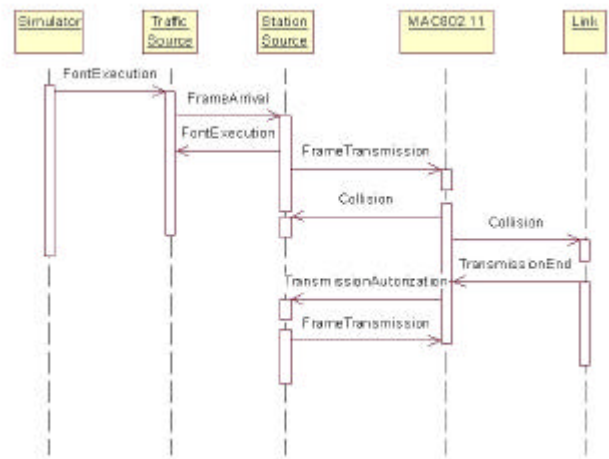 Simulator
Traffic
Source
Station
Source
MAC802.11
Link
FontExecution
FrameArrival
FontExecution
FrameTransmission
Collision
Collision
TransmissionEnd
TransmissionAutorization
FrameTransmission